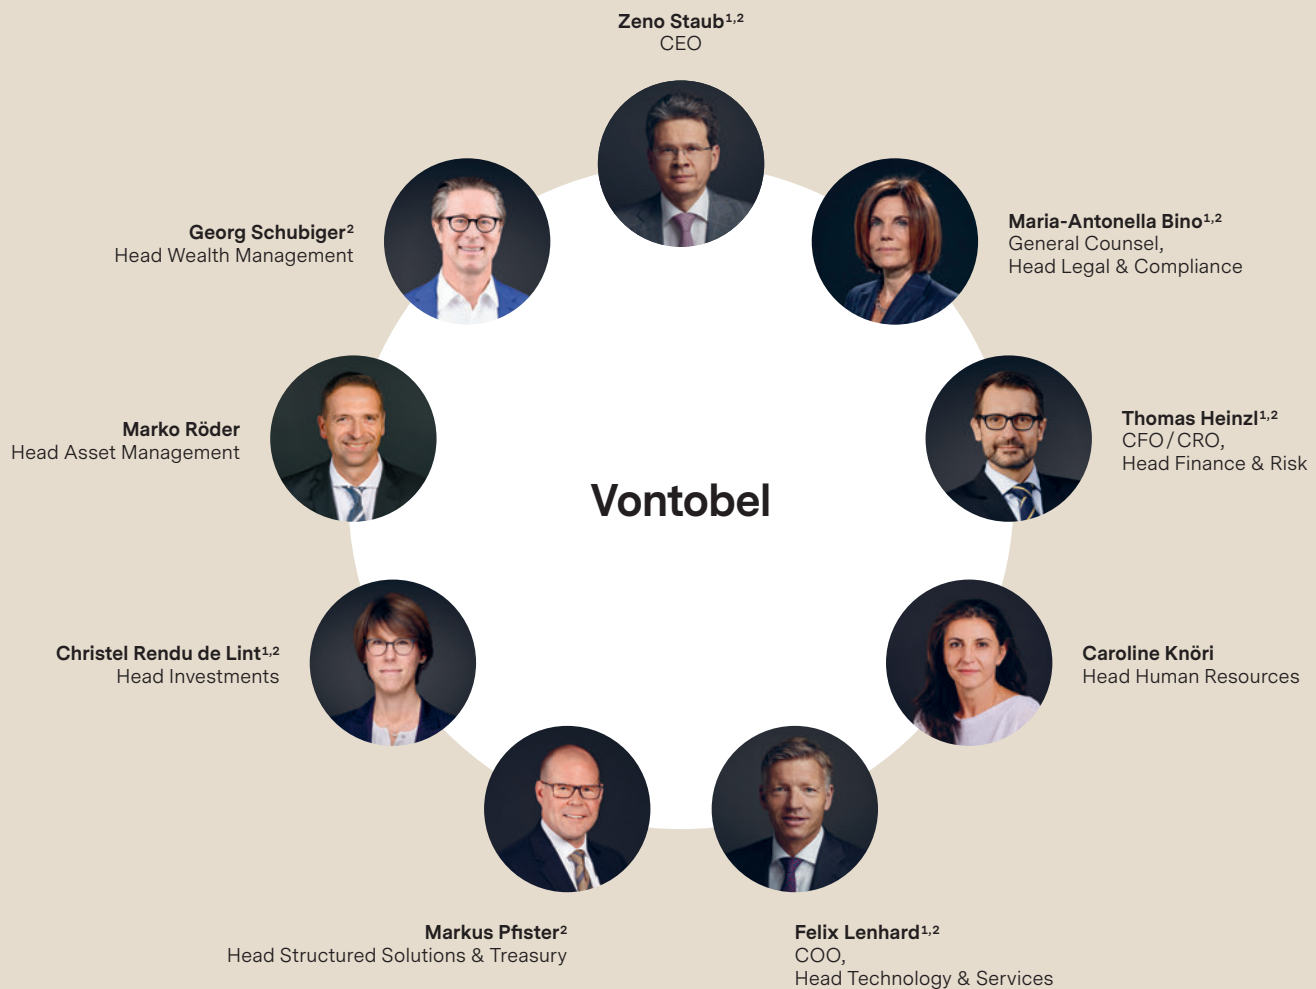 Zeno Staub¹,²
CEO
Georg Schubiger²
Head Wealth Management
Maria-Antonella Bino¹,²
General Counsel,
Head Legal & Compliance
Marko Röder
Head Asset Management
Thomas Heinzl¹,²
CFO / CRO,
Head Finance & Risk
Vontobel
Christel Rendu de Lint¹,²
Head Investments
Caroline Knöri
Head Human Resources
Markus Pfister²
Head Structured Solutions & Treasury
Felix Lenhard¹,²
COO,
Head Technology & Services